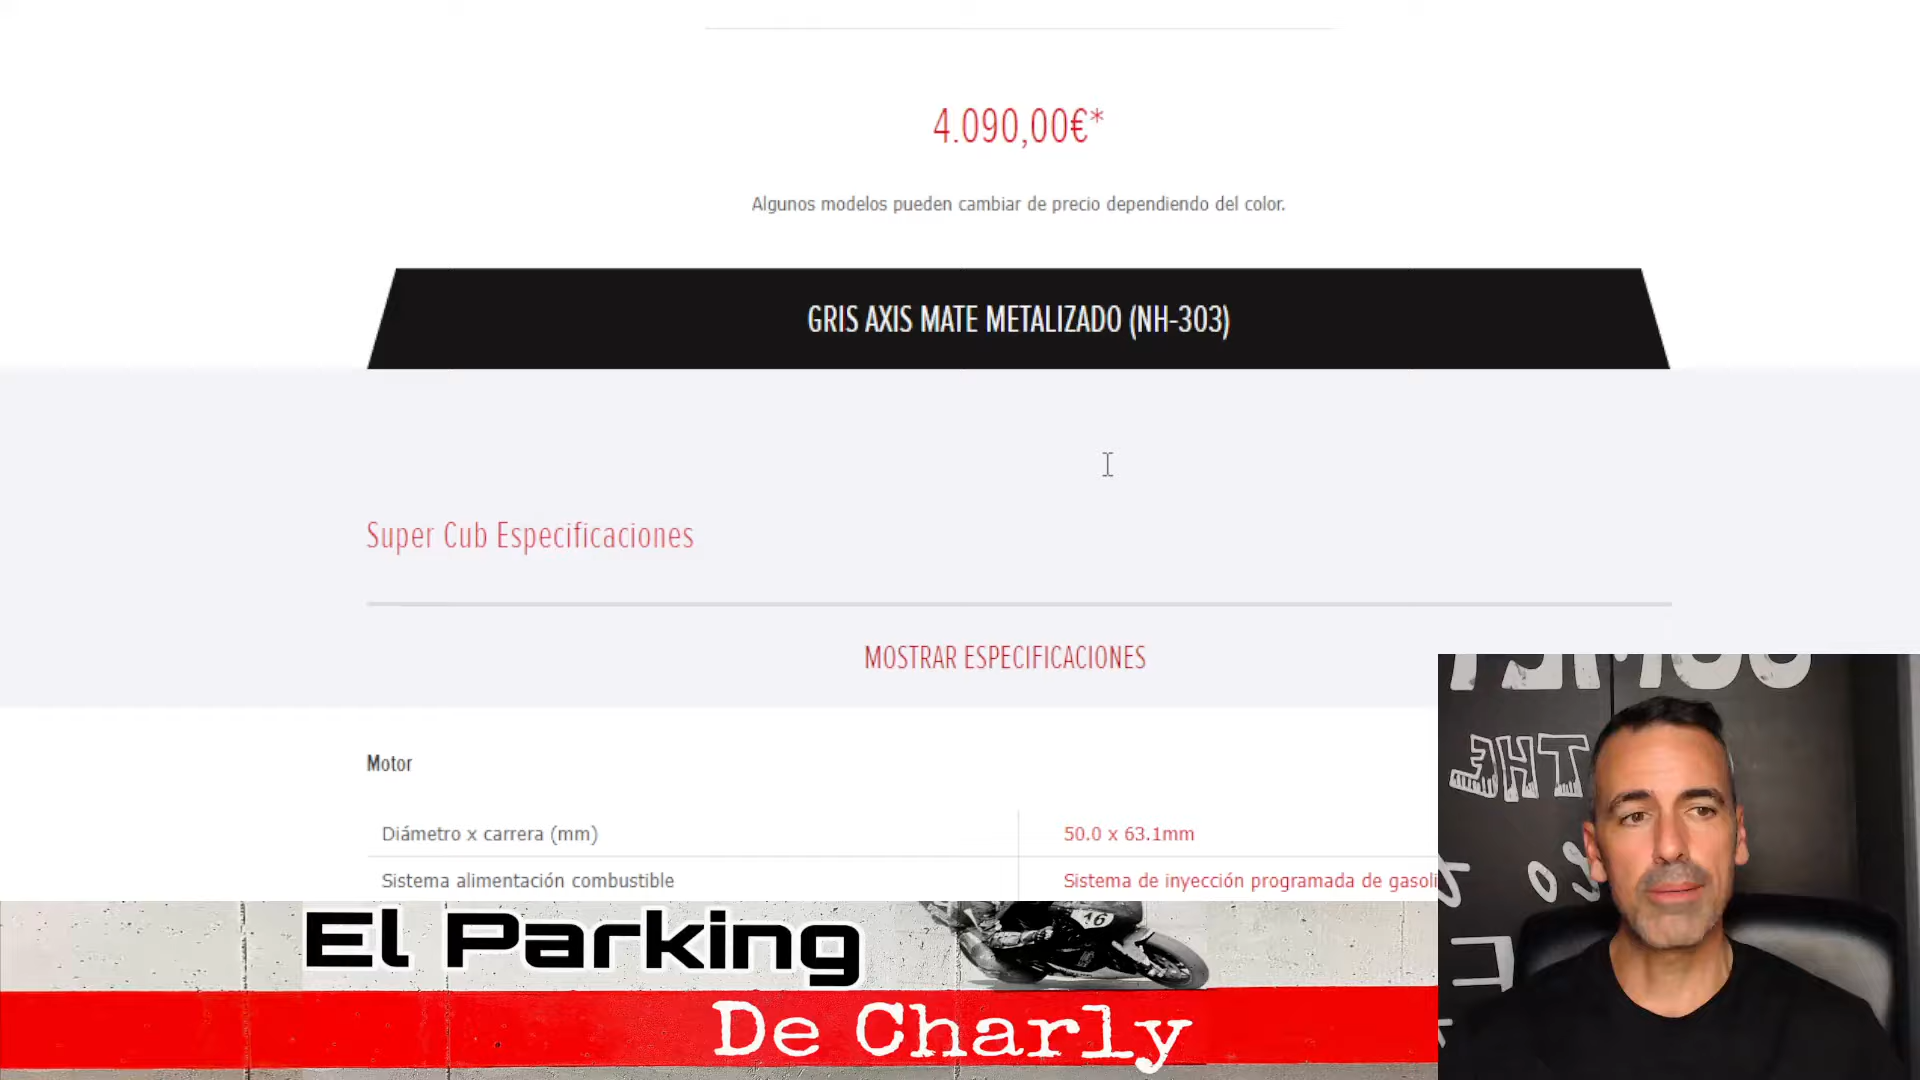 4.090,00€*
Algunos modelos pueden cambiar de precio dependiendo del color.
GRIS AXIS MATE METALIZADO (NH-303)
Super Cub Especificaciones
MOSTRAR ESPECIFICACIONES
Motor
Diámetro x carrera (mm)
50.0 x 63.1mm
Sistema alimentación combustible
Sistema de inyección programada de
THE
El Parking
16
De Charly